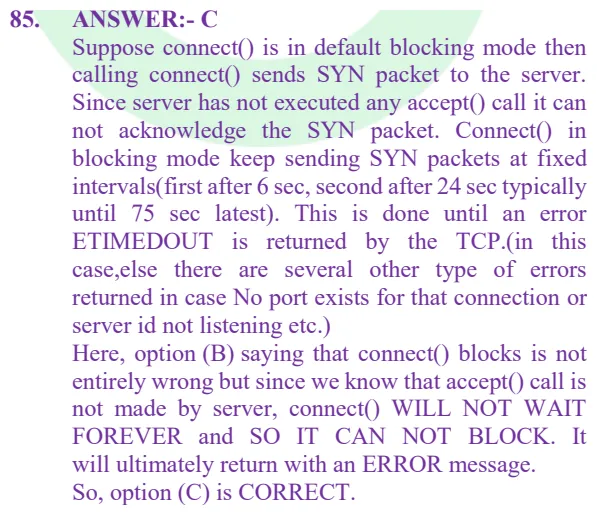 85. ANSWER:- C
Suppose connect() is in default blocking mode then
calling connect() sends SYN packet to the server.
Since server has not executed any accept() call it can
not acknowledge the SYN packet. Connect() in
blocking mode keep sending SYN packets at fixed
intervals(first after 6 sec, second after 24 sec typically
until 75 sec latest). This is done until an error
ETIMEDOUT is returned by the TCP.(in this
case,else there are several other type of errors
returned in case No port exists for that connection or
server id not listening etc.)
Here, option (B) saying that connect() blocks is not
entirely wrong but since we know that accept() call is
not made by server, connect() WILL NOT WAIT
FOREVER and SO IT CAN NOT BLOCK. It
will ultimately return with an ERROR message.
So, option (C) is CORRECT.